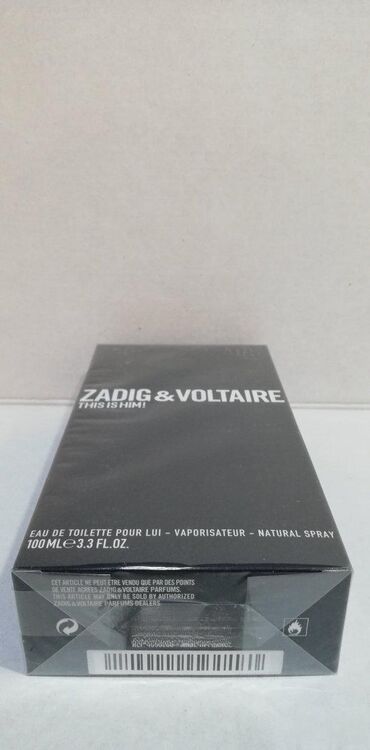 ZADIG & VOLTAIRE
THIS IS HIM!
EAU DE TOILETTE POUR LUI - VAPORISATEUR - NATURAL SPRAY
100 ML e 3.3 FL.OZ.
CET ARTICLE NE PEUT ÊTRE VENDU QUE PAR DES POINTS
DE VENTE AGRÉÉS ZADIG & VOLTAIRE PARFUMS.
THIS ARTICLE MAY ONLY BE SOLD BY AUTHORIZED
ZADIG & VOLTAIRE PARFUMS DEALERS.